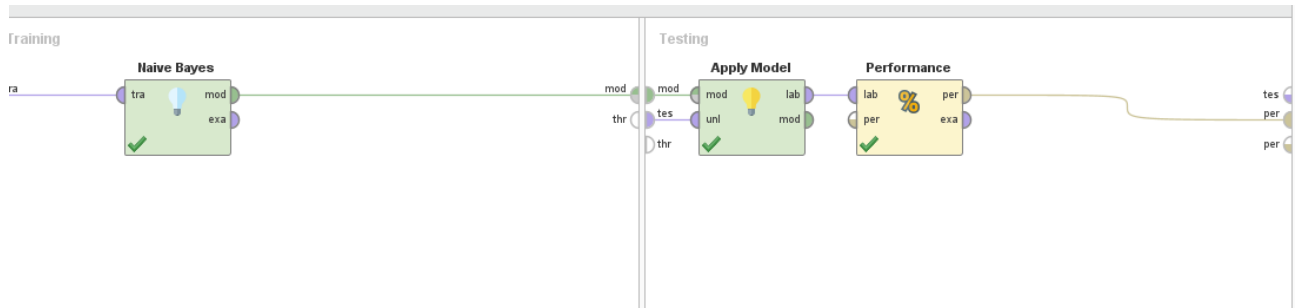 Training
Naive Bayes
ra
tra
mod
exa
mod
thr
Testing
Apply Model
mod
tes
thr
mod
lab
unl
mod
Performance
%
lab
per
per
exa
tes
per
per